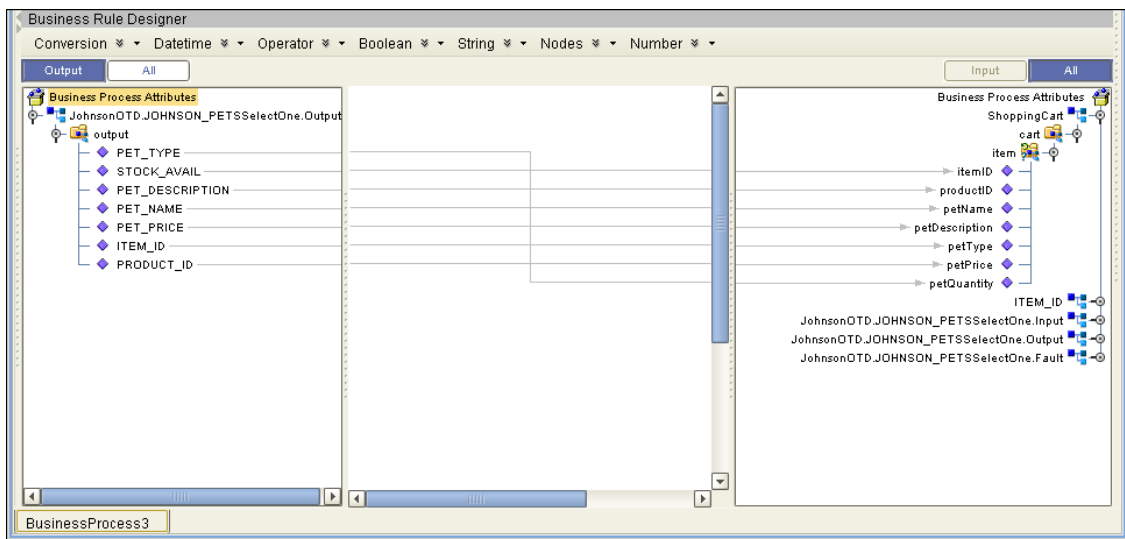 Business Rule Designer
Conversion Datetime Operator Boolean String Nodes Number
Output All Input All
Business Process Attributes
JohnsonOTD.JOHNSON_PETSSelectOne.Output
output
PET_TYPE
STOCK_AVAIL
PET_DESCRIPTION
PET_NAME
PET_PRICE
ITEM_ID
PRODUCT_ID
Business Process Attributes
ShoppingCart
cart
item
itemID
productID
petName
petDescription
petType
petPrice
petQuantity
ITEM_ID
JohnsonOTD.JOHNSON_PETSSelectOne.Input
JohnsonOTD.JOHNSON_PETSSelectOne.Output
JohnsonOTD.JOHNSON_PETSSelectOne.Fault
BusinessProcess3